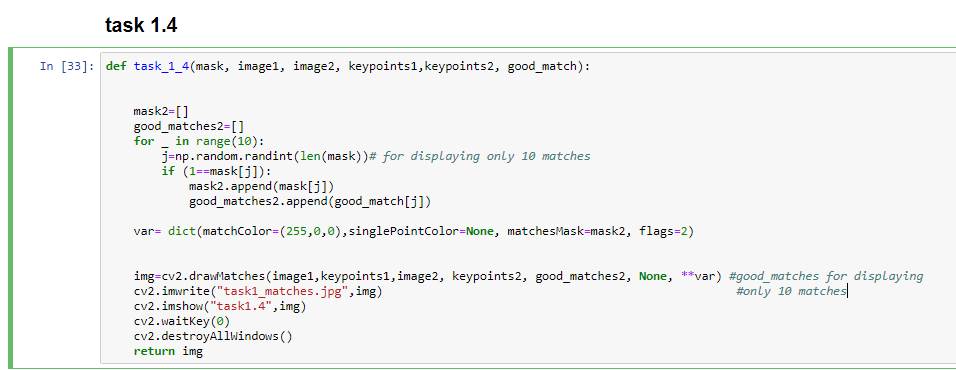 task 1.4
In [33]: def task_1_4(mask, image1, image2, keypoints1,keypoints2, good_match):
mask2=[]
good_matches2=[]
for _ in range(10):
j=np.random.randint(len(mask))# for displaying only 10 matches
if (1==mask[j]):
mask2.append(mask[j])
good_matches2.append(good_match[j])
var= dict(matchColor=(255,0,0),singlePointColor=None, matchesMask=mask2, flags=2)
img=cv2.drawMatches(image1,keypoints1,image2, keypoints2, good_matches2, None, **var) #good_matches for displaying
cv2.imwrite("task1_matches.jpg",img) #only 10 matches
cv2.imshow("task1.4",img)
cv2.waitKey(0)
cv2.destroyAllWindows()
return img